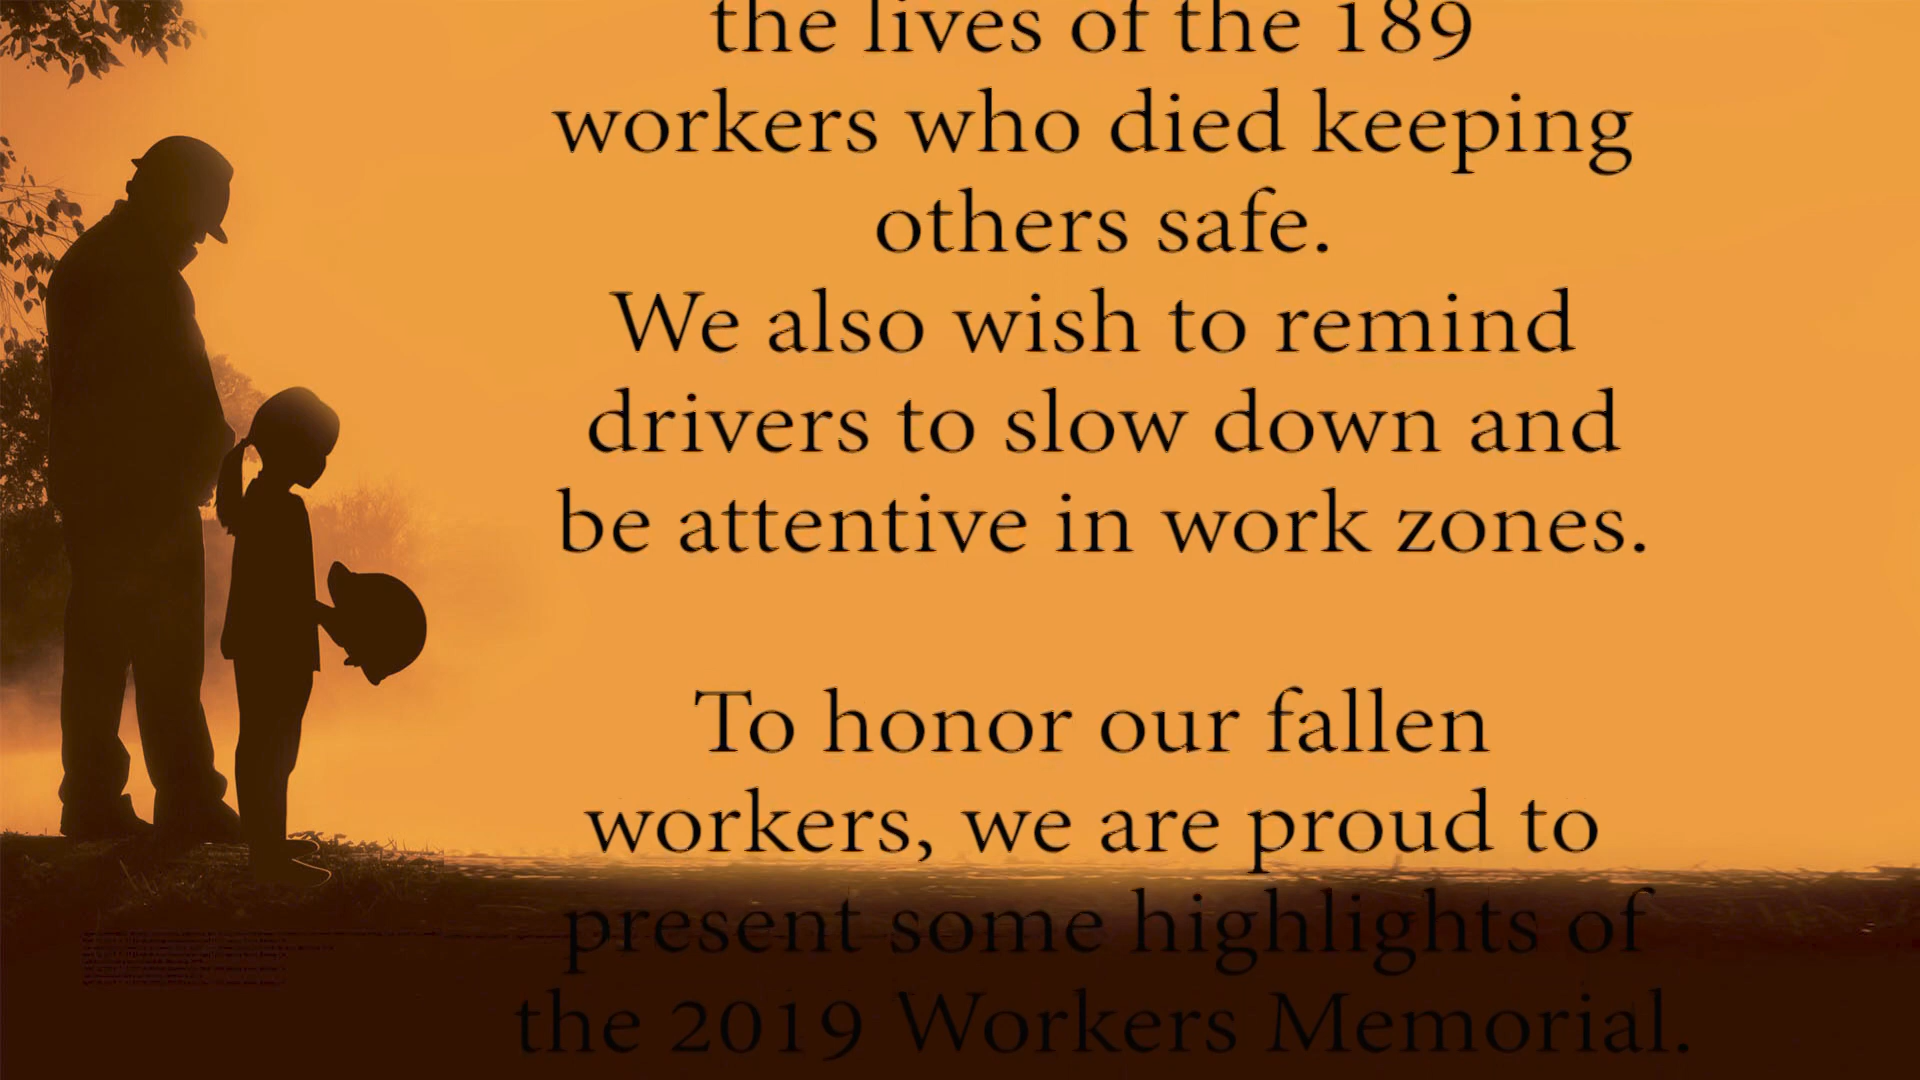 the lives of the 189
workers who died keeping
others safe.
We also wish to remind
drivers to slow down and
be attentive in work zones.
To honor our fallen
workers, we are proud to
present some highlights of
the 2019 Workers Memorial.